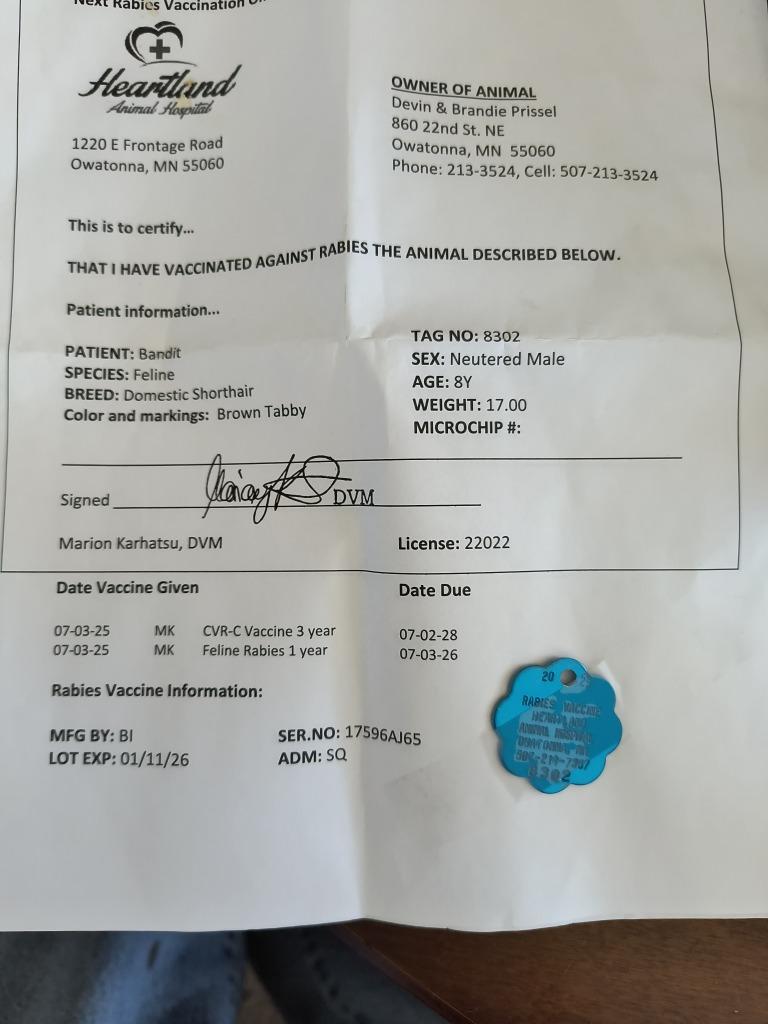 Next Rabies Vaccination
Heartland
Animal Hospital
1220 E Frontage Road
Owatonna, MN 55060
OWNER OF ANIMAL
Devin & Brandie Prissel
860 22nd St. NE
Owatonna, MN 55060
Phone: 213-3524, Cell: 507-213-3524
This is to certify...
THAT I HAVE VACCINATED AGAINST RABIES THE ANIMAL DESCRIBED BELOW.
Patient information...
PATIENT: Bandit
SPECIES: Feline
BREED: Domestic Shorthair
Color and markings: Brown Tabby
TAG NO: 8302
SEX: Neutered Male
AGE: 8Y
WEIGHT: 17.00
MICROCHIP #:
Signed DVM
Marion Karhatsu, DVM License: 22022
Date Vaccine Given Date Due
07-03-25 MK CVR-C Vaccine 3 year 07-02-28
07-03-25 MK Feline Rabies 1 year 07-03-26
Rabies Vaccine Information:
MFG BY: BI SER.NO: 17596AJ65
LOT EXP: 01/11/26 ADM: SQ
20
RABIES VACCINE
HEARTLAND
ANIMAL HOSPITAL
OWATONNA MN
8302